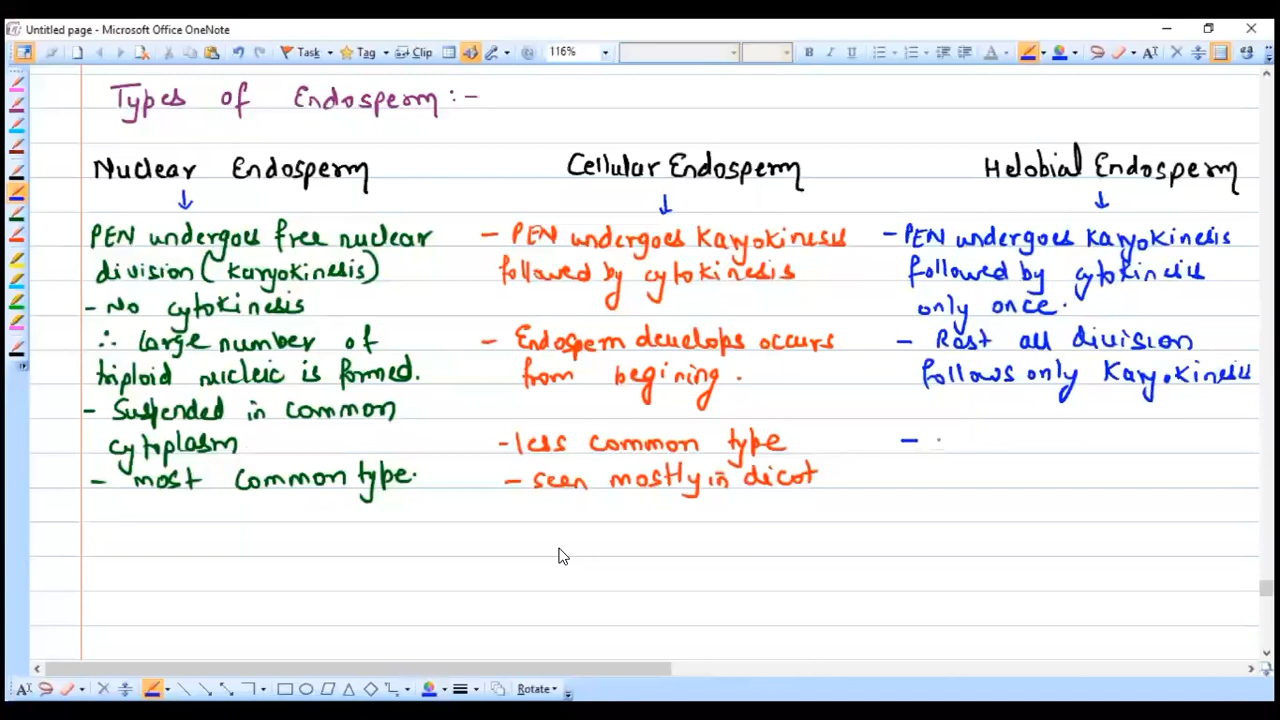 Untitled page - Microsoft Office OneNote
Task Tag Clip 116% B I U
Types of Endosperm :-
Nuclear Endosperm
PEN undergoes free nuclear
division (karyokinesis)
- No cytokinesis
∴ large number of
triploid nucleic is formed.
- Suspended in common
cytoplasm
- most common type.
Cellular Endosperm
- PEN undergoes Karyokinesis
followed by cytokinesis
- Endosperm develops occurs
from begining.
- less common type
- seen mostly in dicot
Helobial Endosperm
- PEN undergoes Karyokinesis
followed by cytokinesis
only once.
- Rast all division
follows only Karyokinesis
-
Rotate